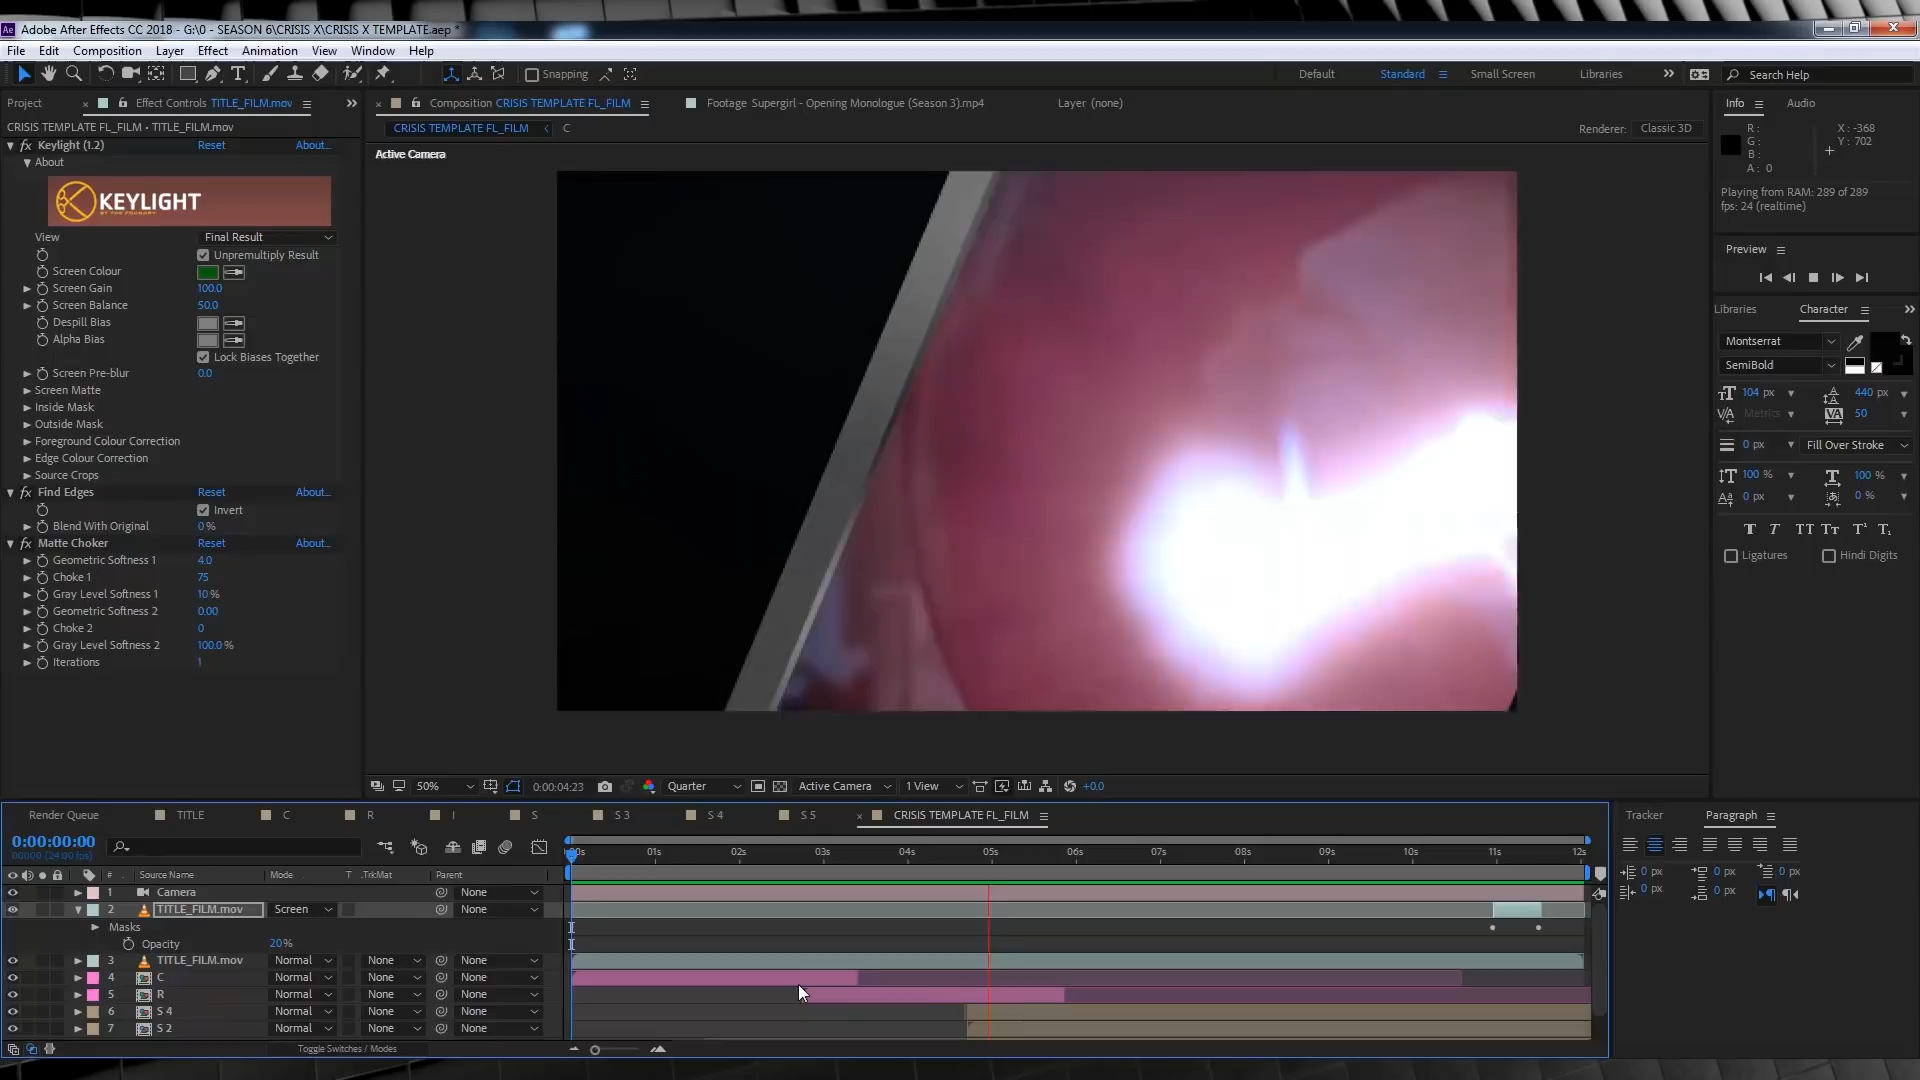 Adobe After Effects CC 2018 - G:\0 - SEASON 6\CRISIS X\CRISIS X TEMPLATE.aep *
File Edit Composition Layer Effect Animation View Window Help
Snapping Default Standard Small Screen Libraries Search Help
Project Effect Controls TITLE_FILM.mov
Composition CRISIS TEMPLATE FL_FILM Footage Supergirl - Opening Monologue (Season 3).mp4 Layer (none)
Info Audio
CRISIS TEMPLATE FL_FILM • TITLE_FILM.mov
CRISIS TEMPLATE FL_FILM C
Renderer: Classic 3D
R: X : -368
G: Y : 702
B:
A: 0
Active Camera
Keylight (1.2) Reset About...
About
KEYLIGHT
BY THE FOUNDRY
View Final Result
Unpremultiply Result
Screen Colour
Screen Gain 100.0
Screen Balance 50.0
Despill Bias
Alpha Bias
Lock Biases Together
Screen Pre-blur 0.0
Screen Matte
Inside Mask
Outside Mask
Foreground Colour Correction
Edge Colour Correction
Source Crops
Find Edges Reset About...
Invert
Blend With Original 0%
Matte Choker Reset About...
Geometric Softness 1 4.0
Choke 1 75
Gray Level Softness 1 10%
Geometric Softness 2 0.00
Choke 2 0
Gray Level Softness 2 100.0%
Iterations 1
Playing from RAM: 289 of 289
fps: 24 (realtime)
Preview
Libraries Character
Montserrat
SemiBold
104 px 440 px
Metrics 50
0 px Fill Over Stroke
100 % 100 %
0 px 0 %
Ligatures Hindi Digits
50% 0:00:04:23 Quarter Active Camera 1 View +0.0
Render Queue TITLE C R I S S 3 S 4 S 5 CRISIS TEMPLATE FL_FILM
Tracker Paragraph
0:00:00:00
00000 (24.00 fps)
00s 01s 02s 03s 04s 05s 06s 07s 08s 09s 10s 11s 12s
# Source Name Mode T .TrkMat Parent
1 Camera None
2 TITLE_FILM.mov Screen None
Masks
Opacity 20%
3 TITLE_FILM.mov Normal None None
4 C Normal None None
5 R Normal None None
6 S 4 Normal None None
7 S 2 Normal None None
Toggle Switches / Modes
0 px 0 px 0 px
0 px 0 px